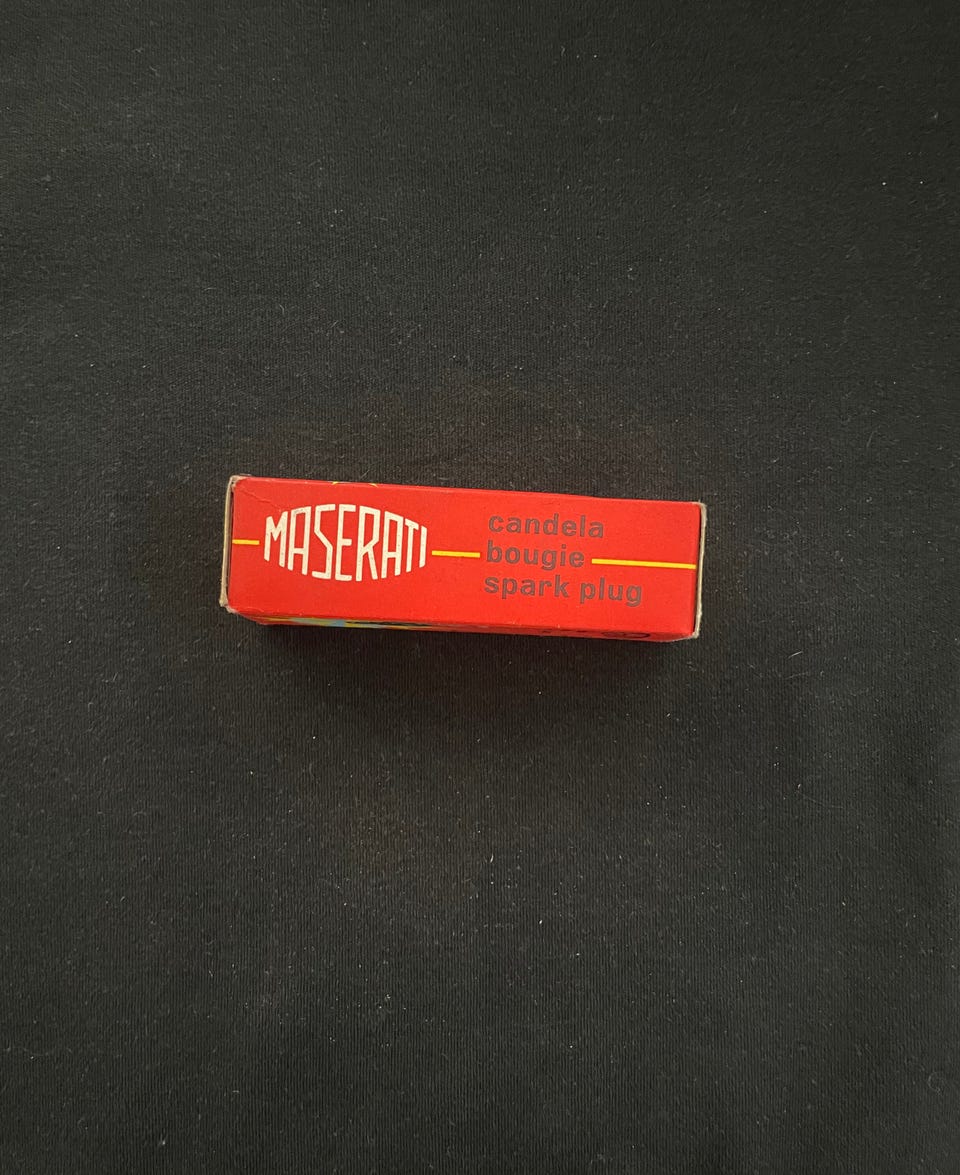 MASERATI
candela
bougie
spark plug